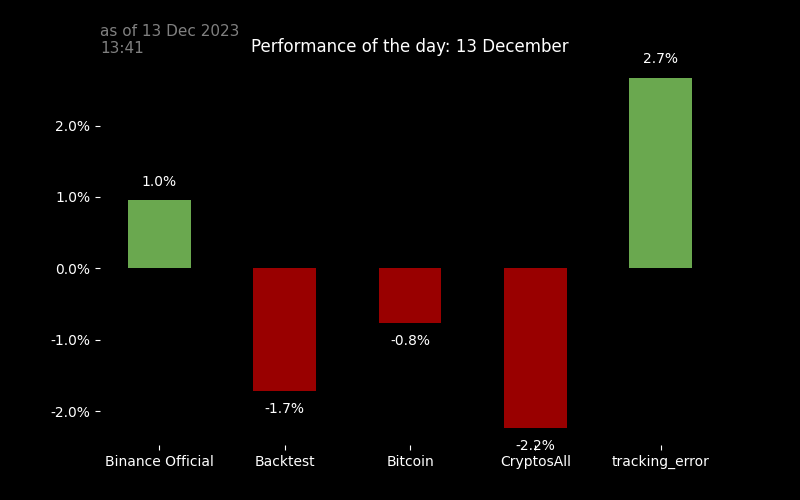 as of 13 Dec 2023
13:41
Performance of the day: 13 December
2.7%
2.0%
1.0%
1.0%
0.0%
-0.8%
-1.0%
-1.7%
-2.0%
-2.2%
Binance Official
Backtest
Bitcoin
CryptosAll
tracking_error